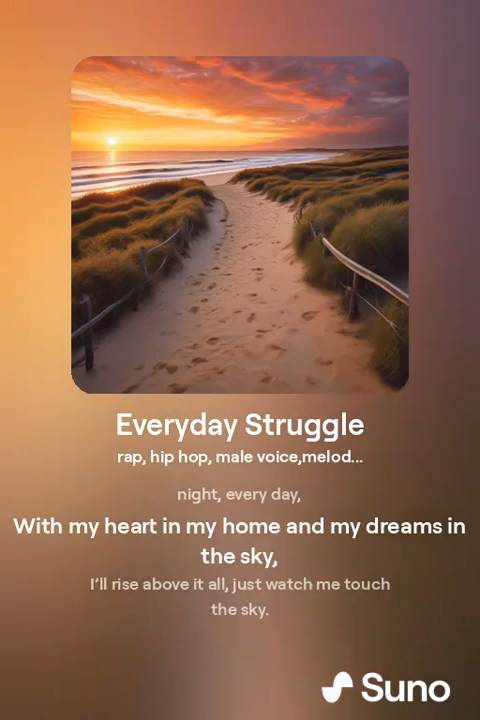 Everyday Struggle
rap, hip hop, male voice,melod...
night, every day,
With my heart in my home and my dreams in
the sky,
I'll rise above it all, just watch me touch
the sky.
Suno